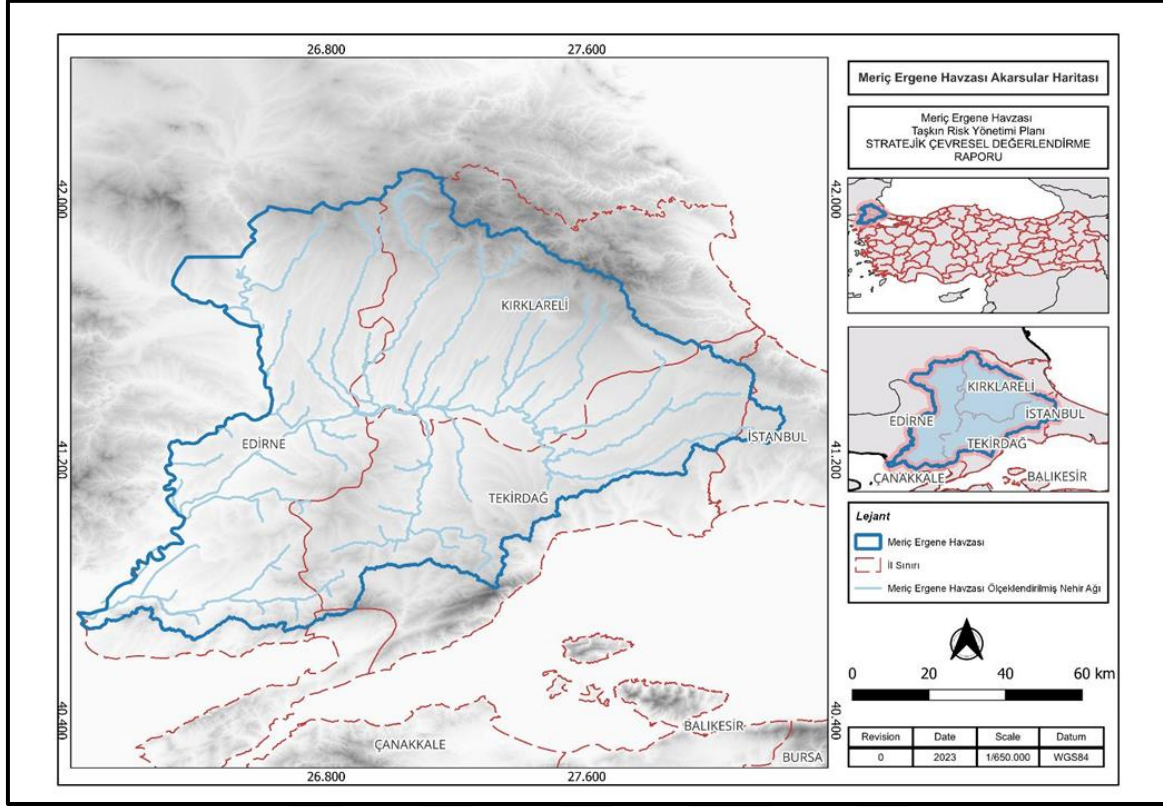 26.800
27.600
42.000
42.000
41.200
41.200
40.400
40.400
26.800
27.600
KIRKLARELİ
EDİRNE
İSTANBUL
TEKİRDAĞ
ÇANAKKALE
BALIKESİR
BURSA
Meriç Ergene Havzası Akarsular Haritası
Meriç Ergene Havzası
Taşkın Risk Yönetimi Planı
STRATEJİK ÇEVRESEL DEĞERLENDİRME
RAPORU
KIRKLARELİ
EDİRNE
İSTANBUL
TEKİRDAĞ
ÇANAKKALE
BALIKESİR
Lejant
Meriç Ergene Havzası
İl Sınırı
Meriç Ergene Havzası Ölçeklendirilmiş Nehir Ağı
0 20 40 60 km
Revision Date Scale Datum
0 2023 1/650.000 WGS84